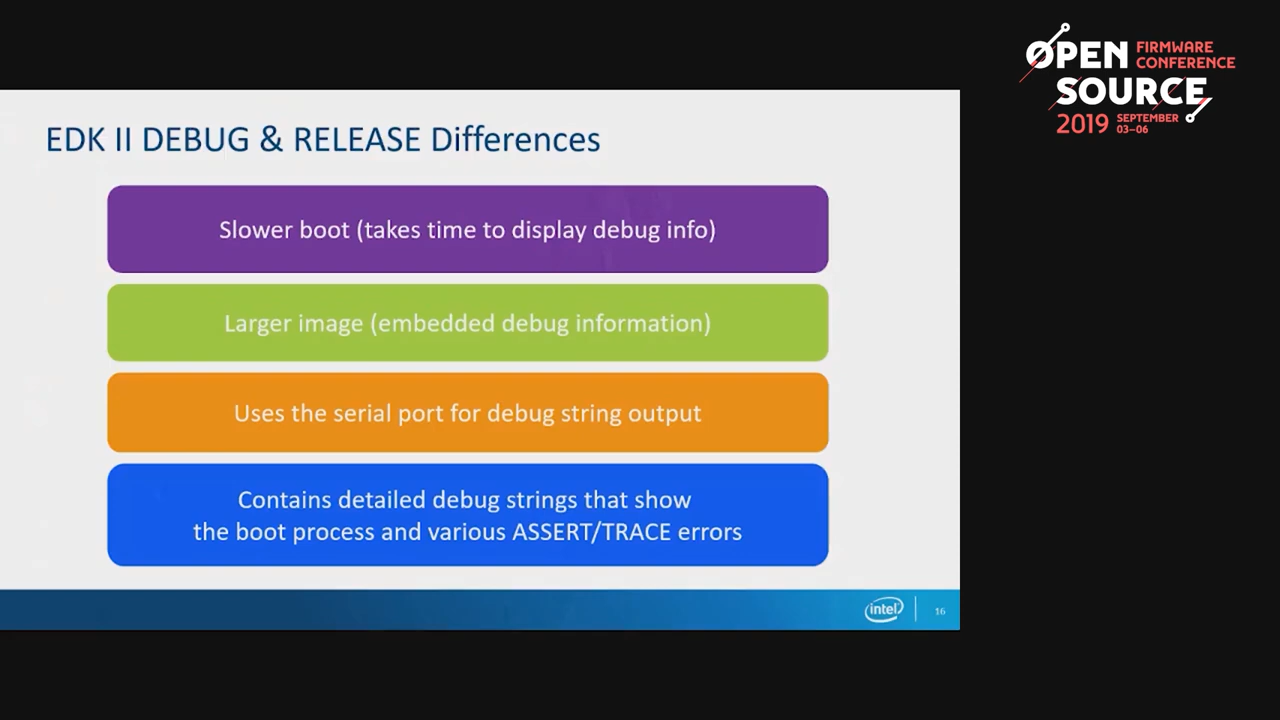 OPEN FIRMWARE
CONFERENCE
SOURCE
2019 SEPTEMBER
03–06
EDK II DEBUG & RELEASE Differences
Slower boot (takes time to display debug info)
Larger image (embedded debug information)
Uses the serial port for debug string output
Contains detailed debug strings that show
the boot process and various ASSERT/TRACE errors
intel
16